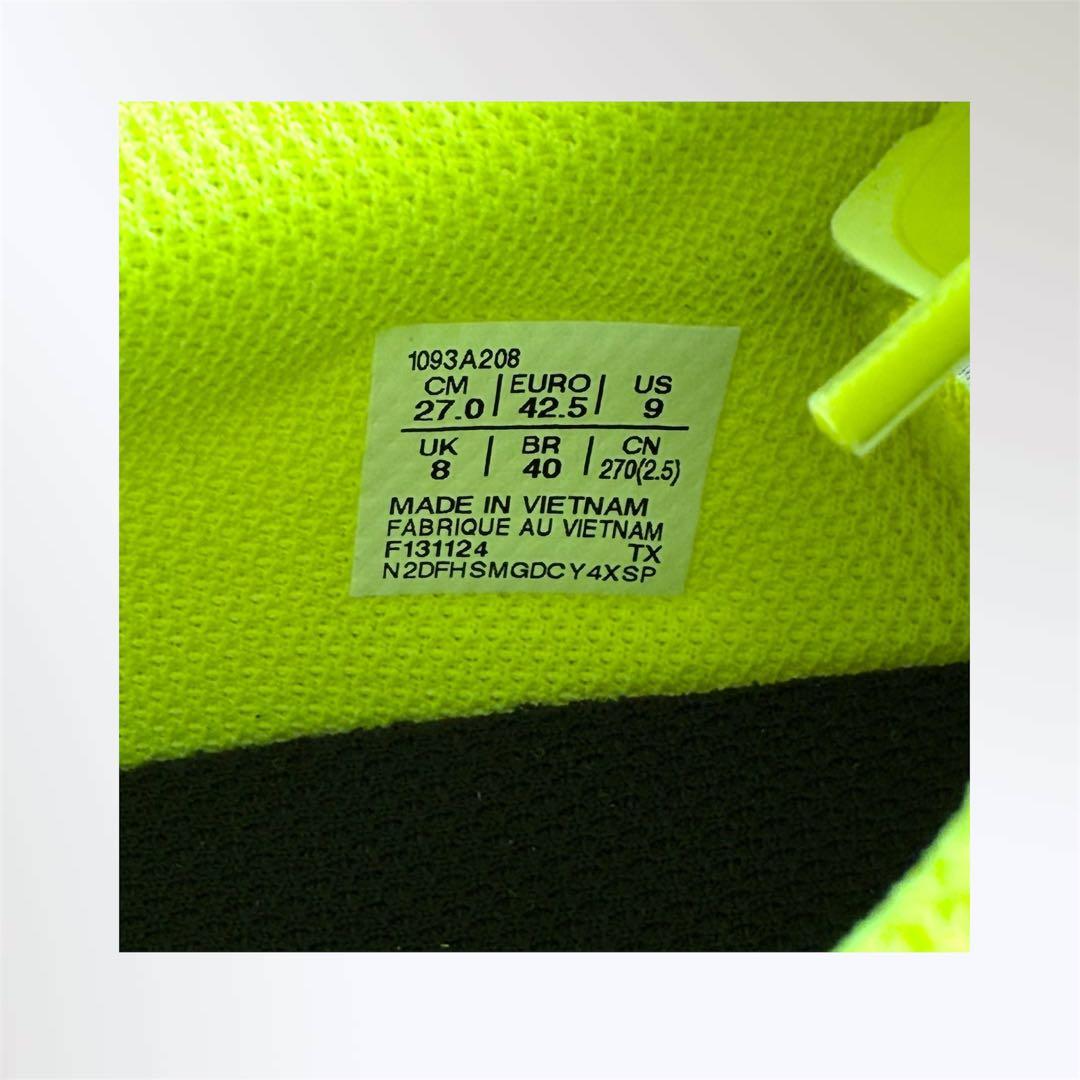 1093A208
CM | EURO | US
27.0 | 42.5 | 9
UK | BR | CN
8 | 40 | 270(2.5)
MADE IN VIETNAM
FABRIQUE AU VIETNAM
F131124 TX
N2DFHSMGDCY4XSP